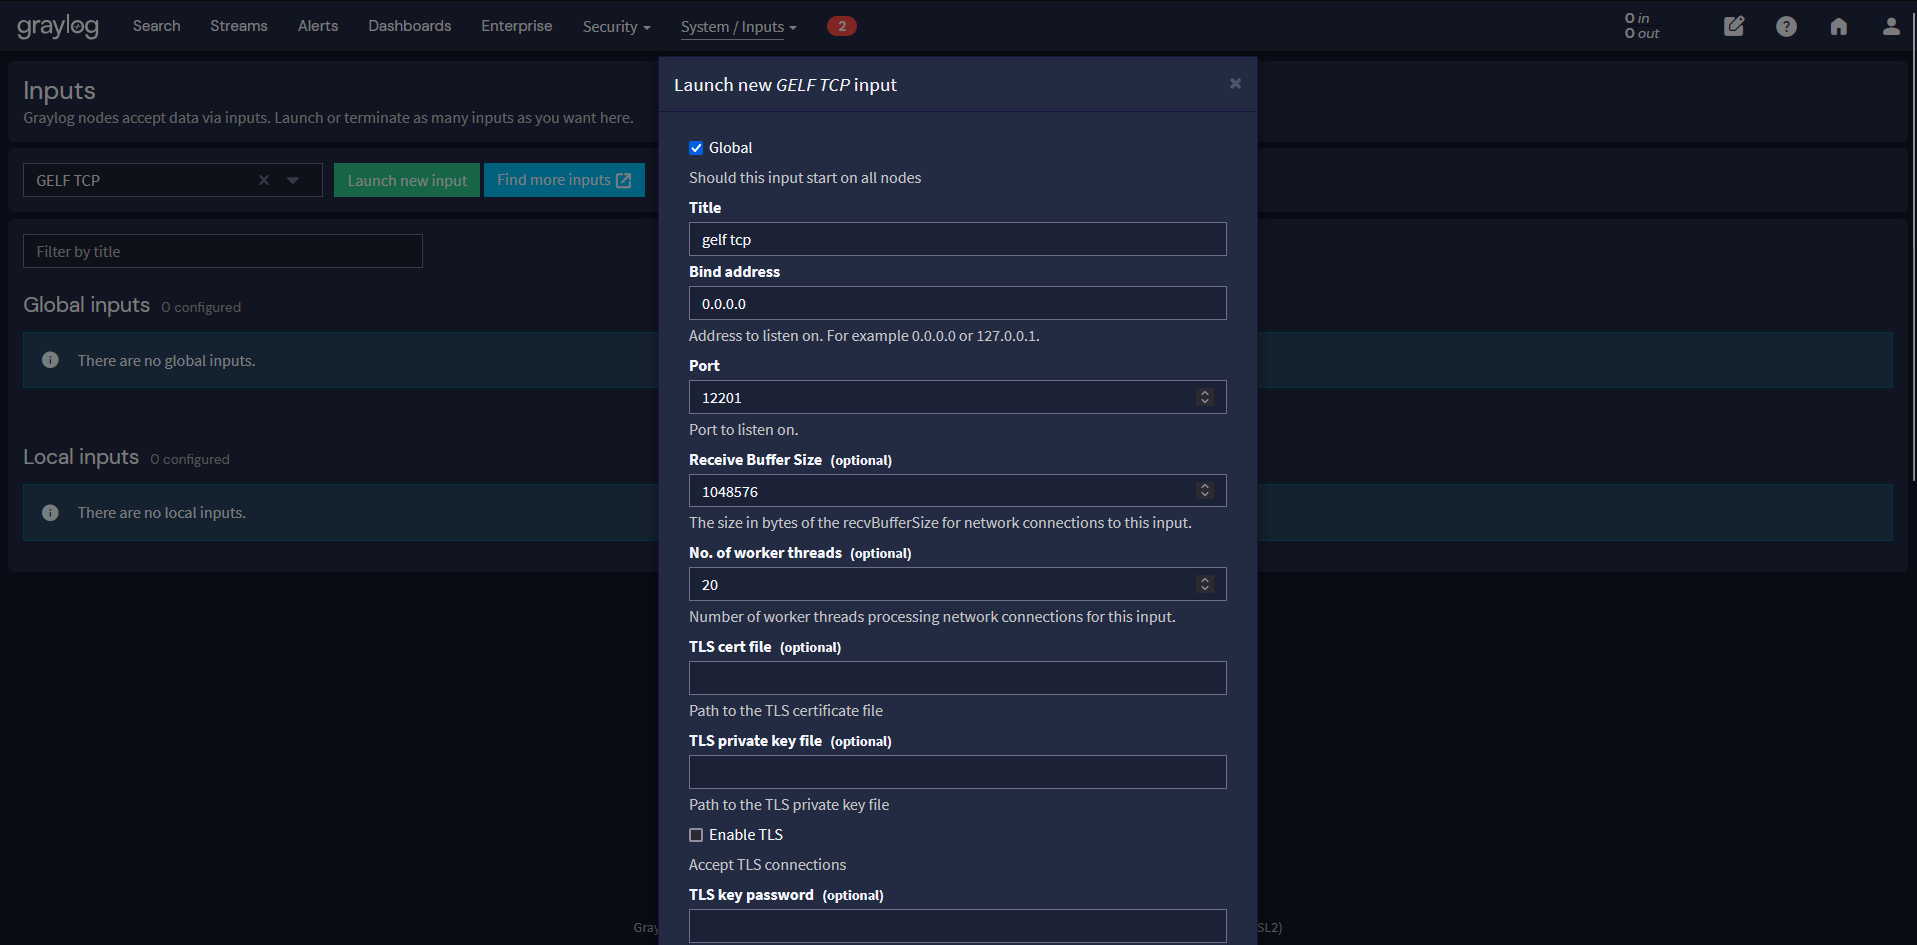 graylog
Search
Streams
Alerts
Dashboards
Enterprise
Security
System / Inputs
2
0 in
0 out
Inputs
Graylog nodes accept data via inputs. Launch or terminate as many inputs as you want here.
GELF TCP
Launch new input
Find more inputs
Filter by title
Global inputs 0 configured
There are no global inputs.
Local inputs 0 configured
There are no local inputs.
Launch new GELF TCP input
Global
Should this input start on all nodes
Title
gelf tcp
Bind address
0.0.0.0
Address to listen on. For example 0.0.0.0 or 127.0.0.1.
Port
12201
Port to listen on.
Receive Buffer Size (optional)
1048576
The size in bytes of the recvBufferSize for network connections to this input.
No. of worker threads (optional)
20
Number of worker threads processing network connections for this input.
TLS cert file (optional)
Path to the TLS certificate file
TLS private key file (optional)
Path to the TLS private key file
Enable TLS
Accept TLS connections
TLS key password (optional)
Gray
SL2)